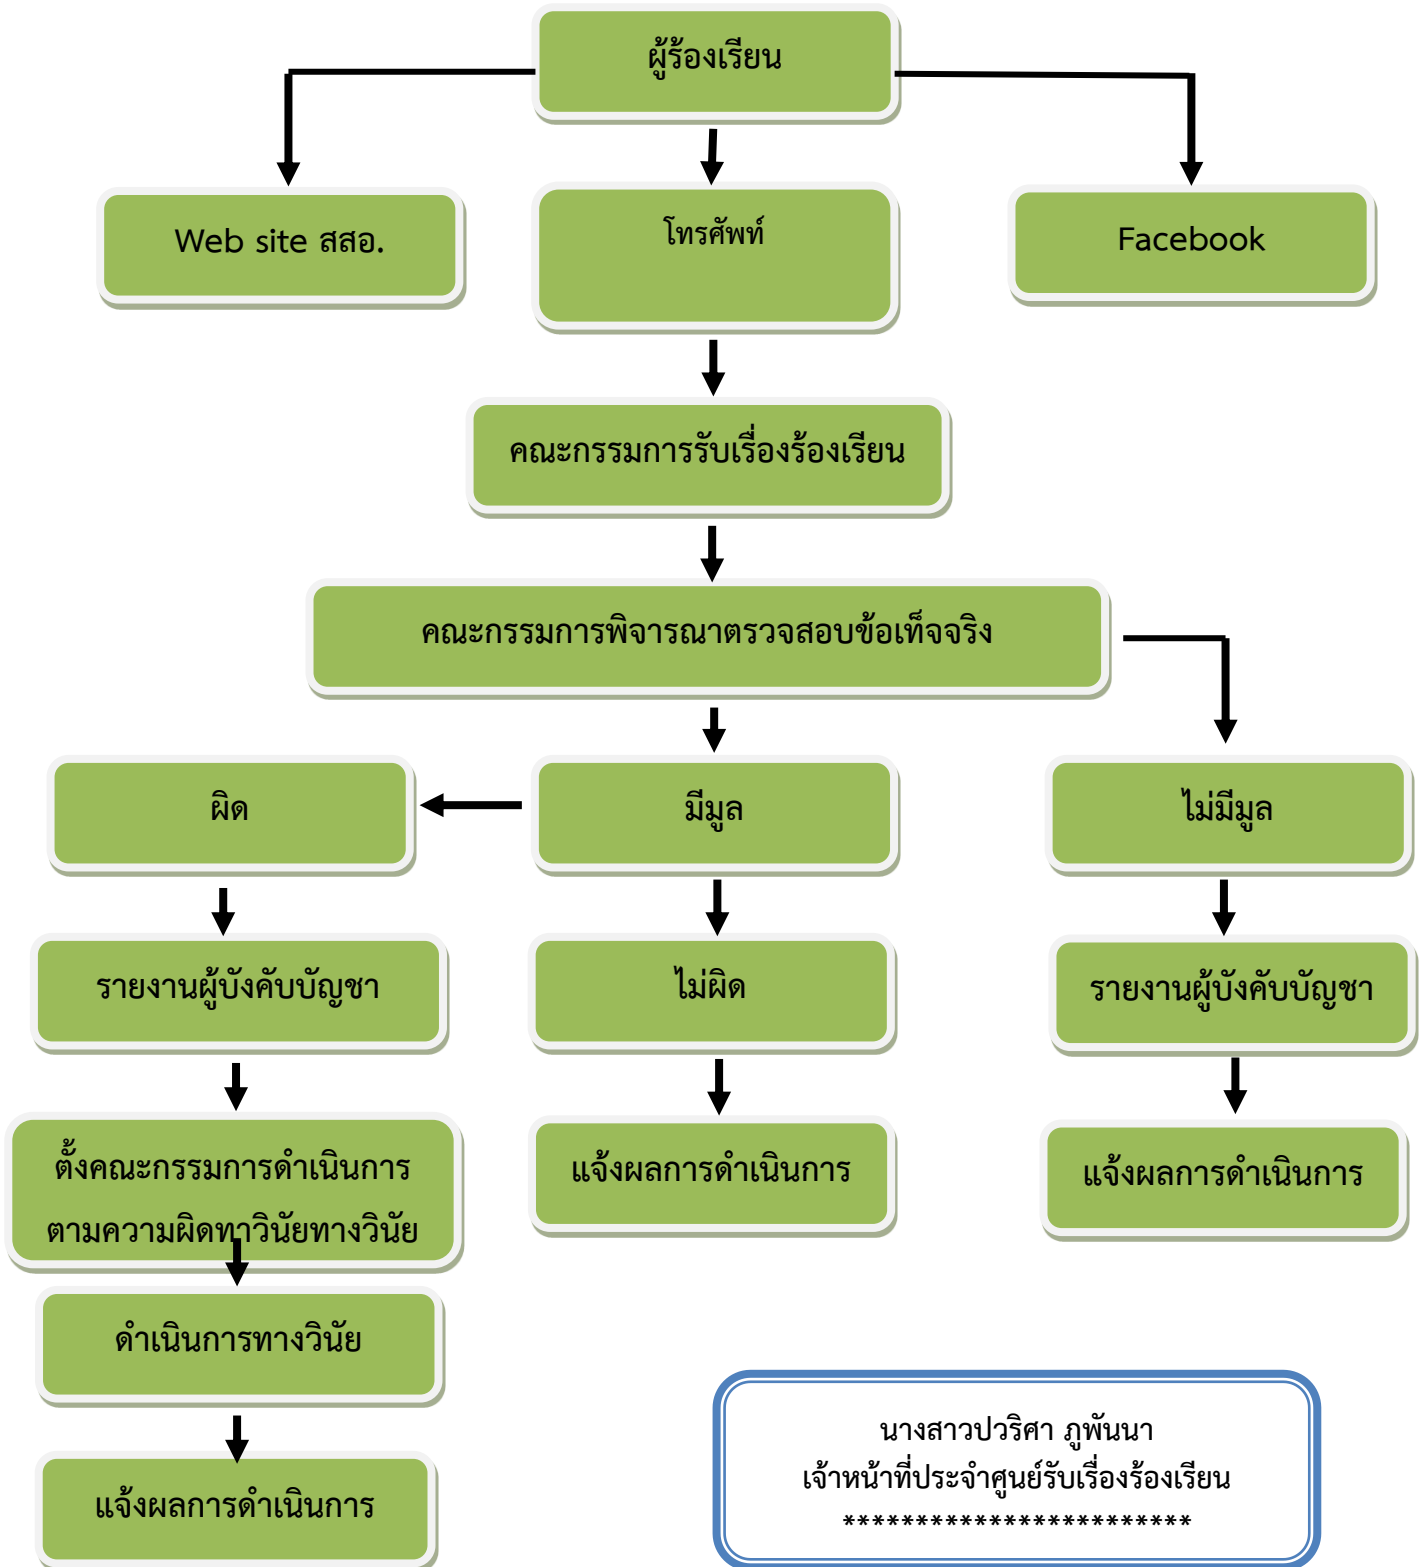 ผู้ร้องเรียน
Web site สสอ.
โทรศัพท์
Facebook
คณะกรรมการรับเรื่องร้องเรียน
คณะกรรมการพิจารณาตรวจสอบข้อเท็จจริง
ผิด
มีมูล
ไม่มีมูล
รายงานผู้บังคับบัญชา
ไม่ผิด
รายงานผู้บังคับบัญชา
ตั้งคณะกรรมการดำเนินการ
ตามความผิดทาวินัยทางวินัย
แจ้งผลการดำเนินการ
แจ้งผลการดำเนินการ
ดำเนินการทางวินัย
แจ้งผลการดำเนินการ
นางสาวปวริศา ภูพันนา
เจ้าหน้าที่ประจำศูนย์รับเรื่องร้องเรียน
************************